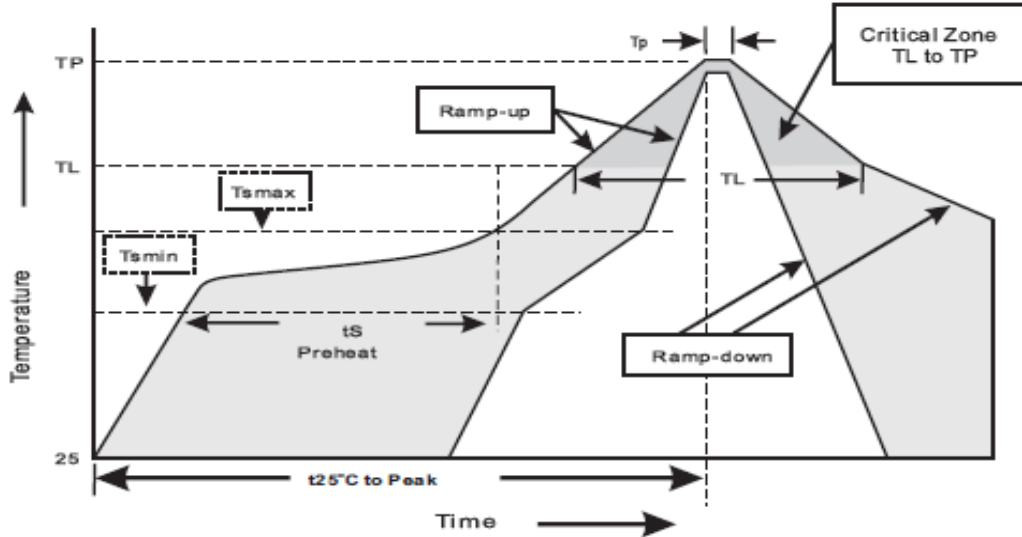 Tp
Critical Zone
TL to TP
TP
Ramp-up
TL
TL
Tsmax
Tsmin
tS
Preheat
Ramp-down
Temperature
25
t25˜C to Peak
Time